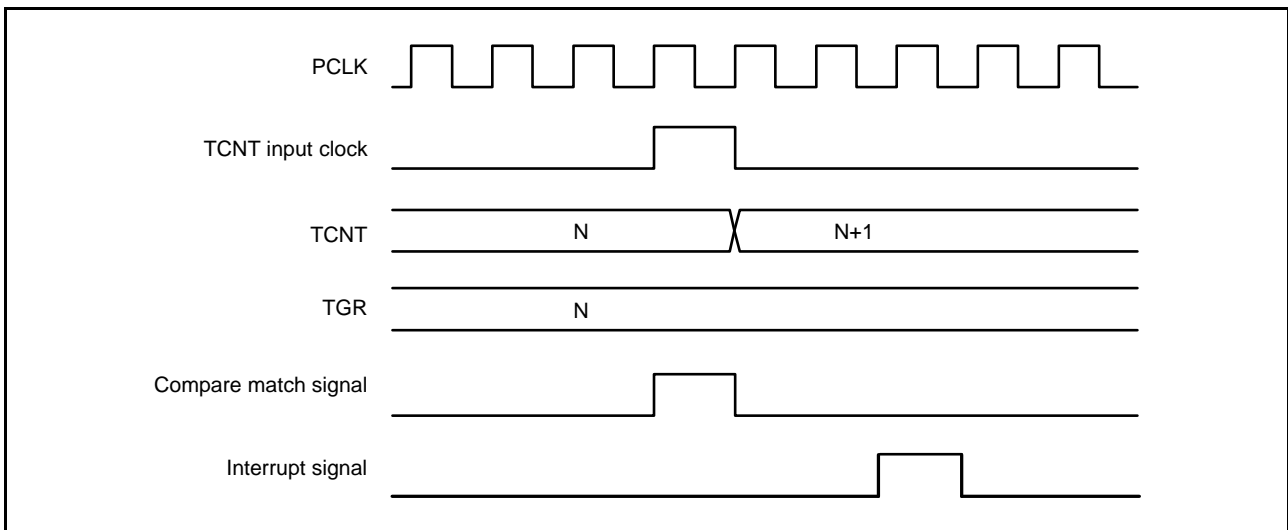 PCLK
TCNT input clock
TCNT
N
N+1
TGR
N
Compare match signal
Interrupt signal